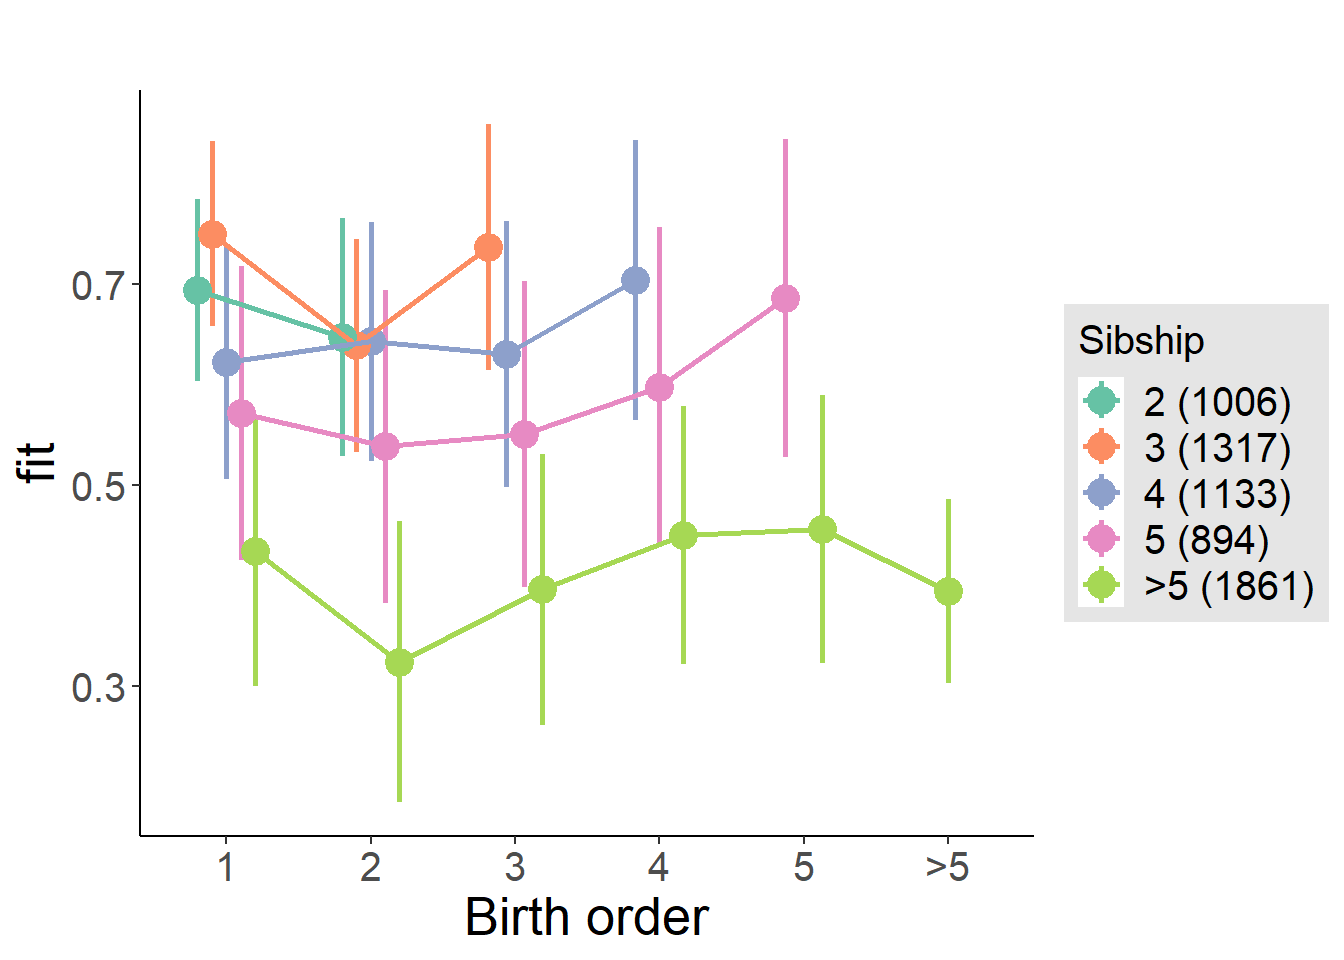 0.7
0.5
0.3
fit
1 2 3 4 5 >5
Birth order
Sibship
2 (1006)
3 (1317)
4 (1133)
5 (894)
>5 (1861)